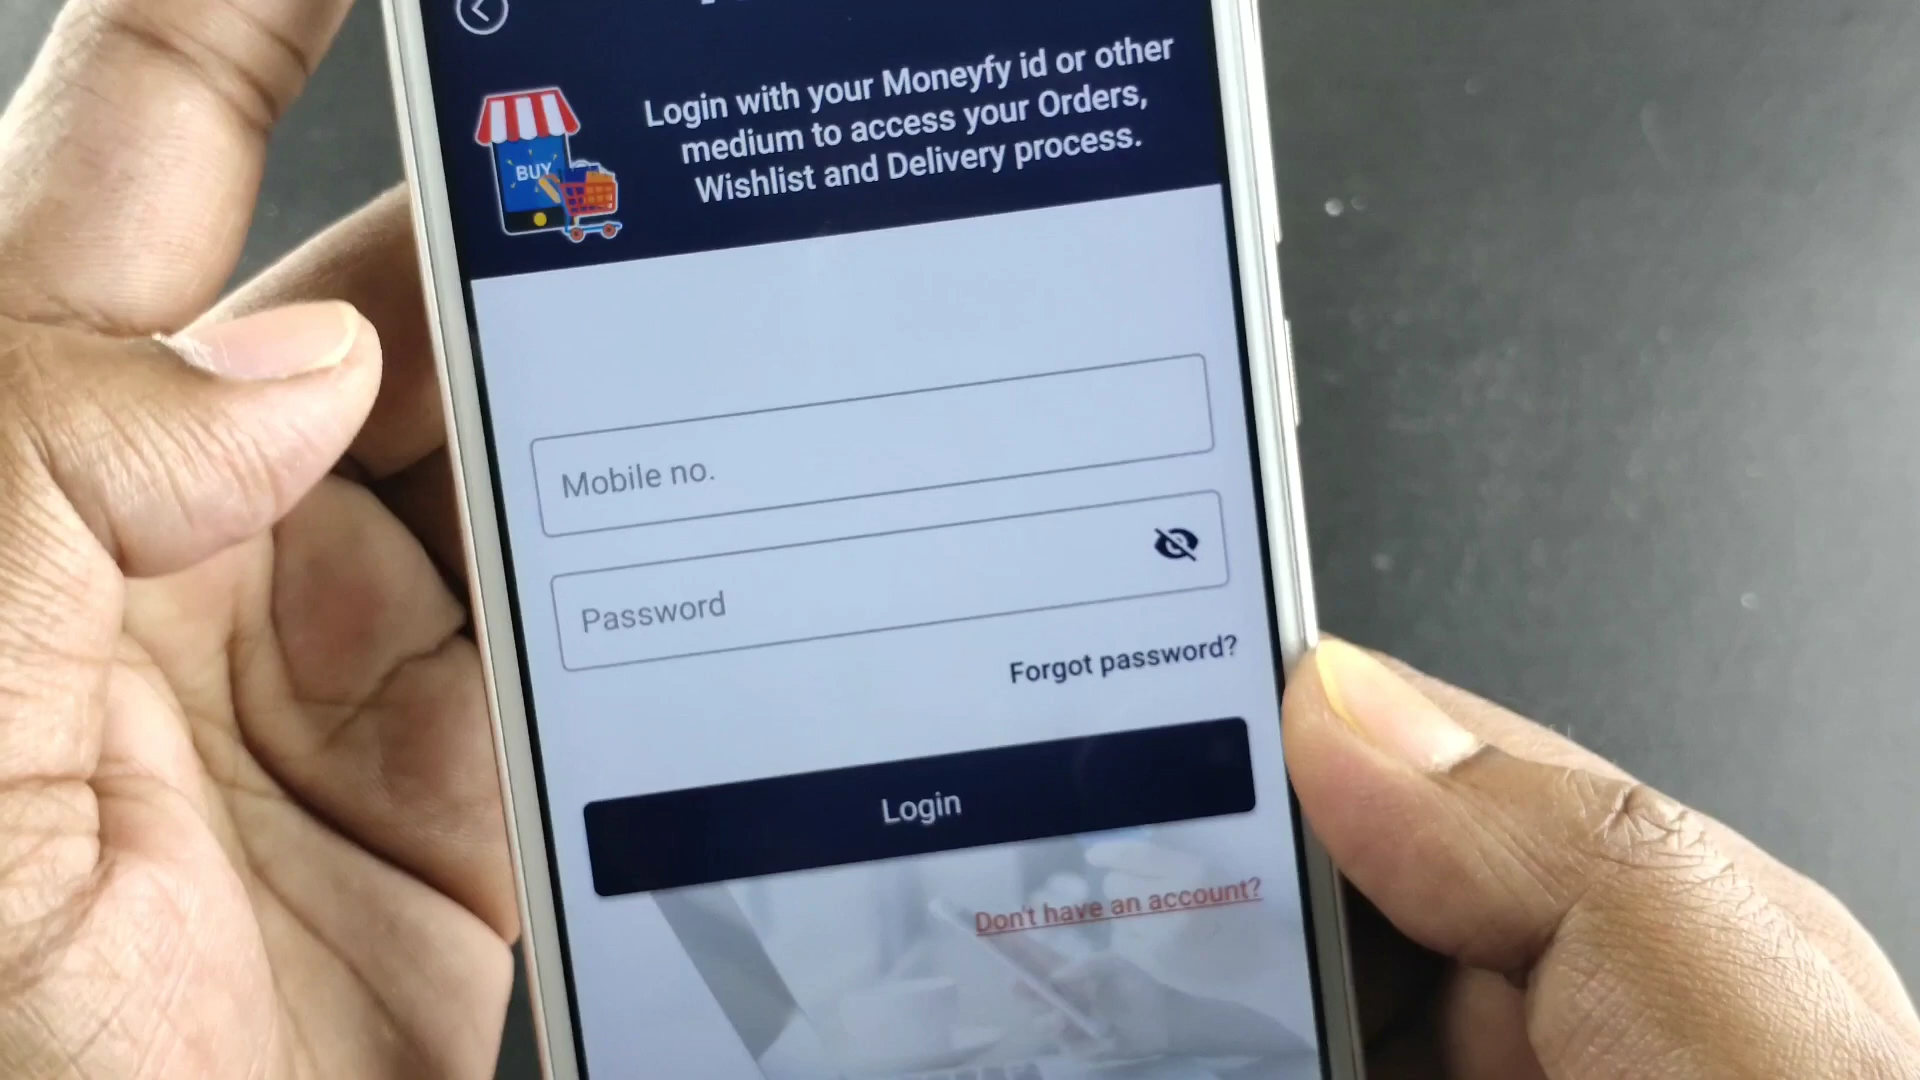 Login with your Moneyfy id or other
medium to access your Orders,
Wishlist and Delivery process.
BUY
Mobile no.
Password
Forgot password?
Login
Don't have an account?